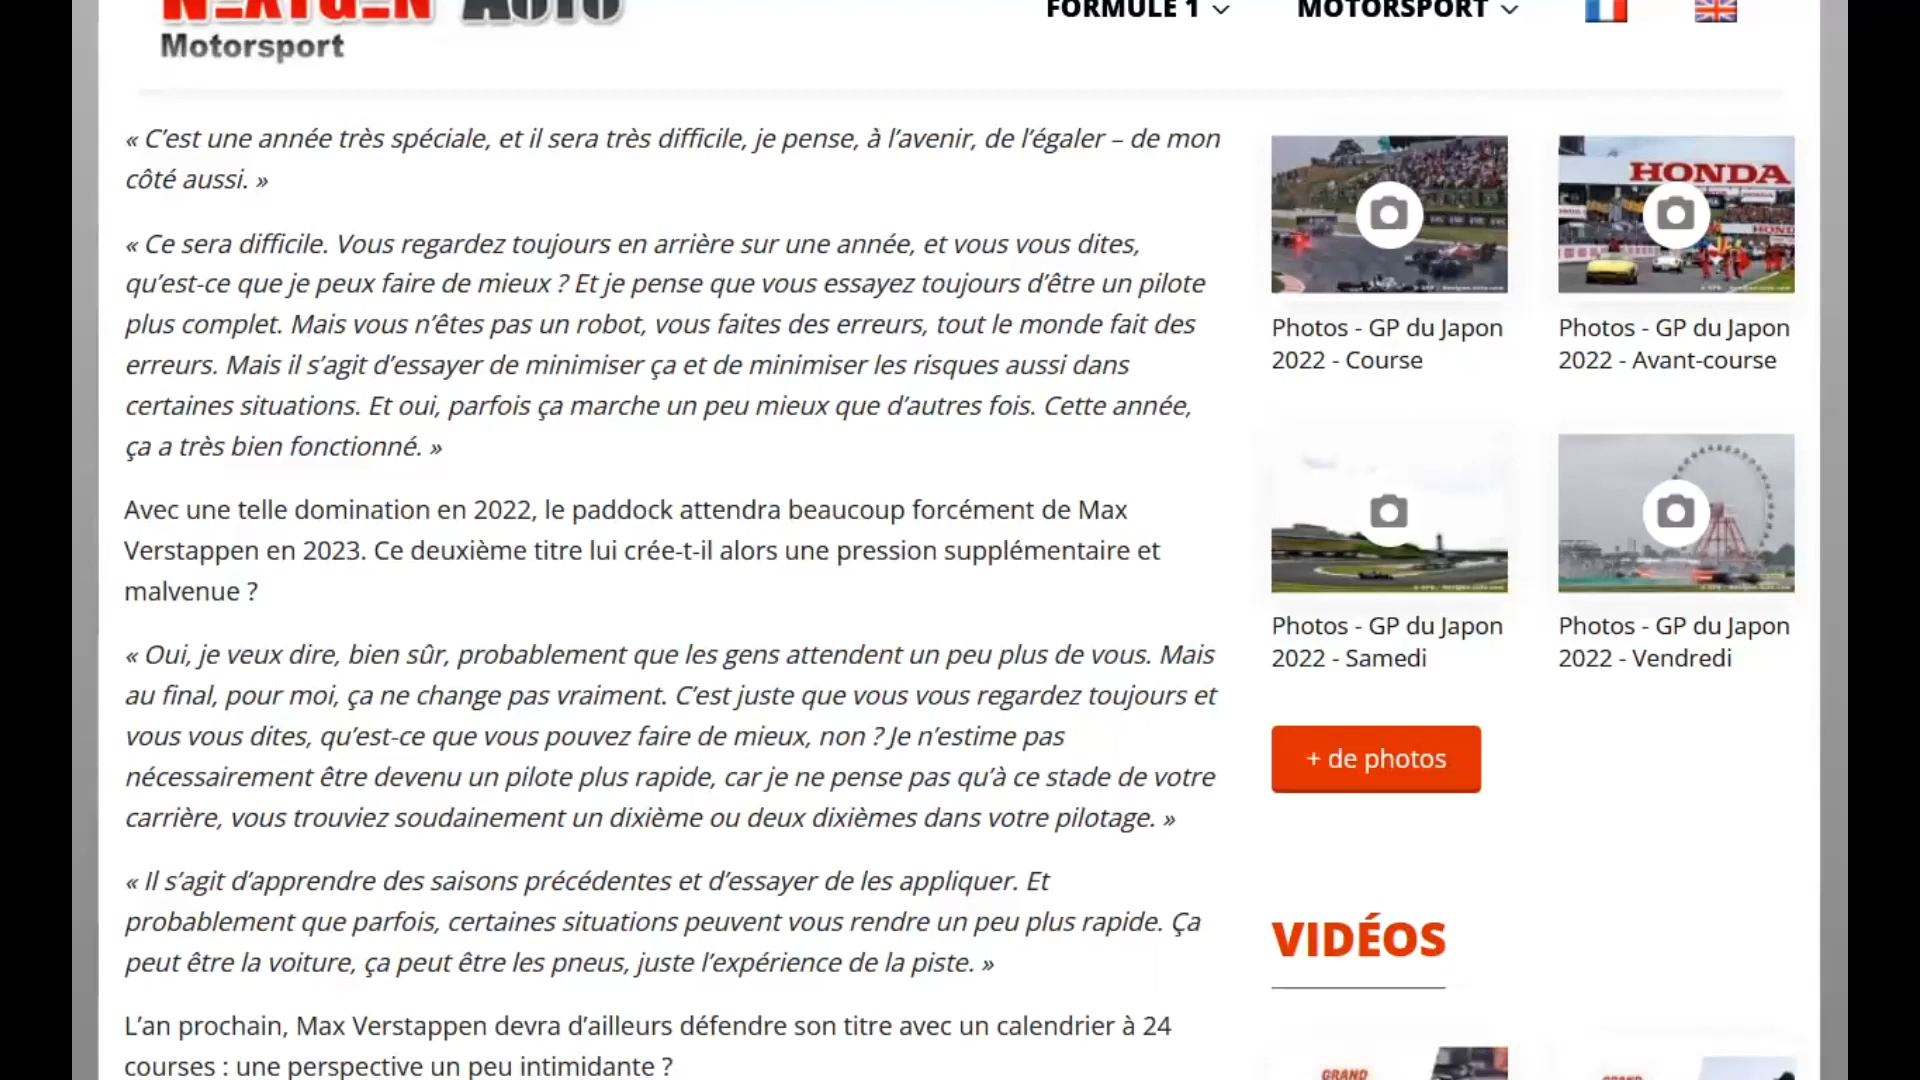 NEXTGEN AUTO
Motorsport
FORMULE 1
MOTORSPORT
« C’est une année très spéciale, et il sera très difficile, je pense, à l’avenir, de l’égaler – de mon
côté aussi. »
« Ce sera difficile. Vous regardez toujours en arrière sur une année, et vous vous dites,
qu’est-ce que je peux faire de mieux ? Et je pense que vous essayez toujours d’être un pilote
plus complet. Mais vous n’êtes pas un robot, vous faites des erreurs, tout le monde fait des
erreurs. Mais il s’agit d’essayer de minimiser ça et de minimiser les risques aussi dans
certaines situations. Et oui, parfois ça marche un peu mieux que d’autres fois. Cette année,
ça a très bien fonctionné. »
Avec une telle domination en 2022, le paddock attendra beaucoup forcément de Max
Verstappen en 2023. Ce deuxième titre lui crée-t-il alors une pression supplémentaire et
malvenue ?
« Oui, je veux dire, bien sûr, probablement que les gens attendent un peu plus de vous. Mais
au final, pour moi, ça ne change pas vraiment. C’est juste que vous vous regardez toujours et
vous vous dites, qu’est-ce que vous pouvez faire de mieux, non ? Je n’estime pas
nécessairement être devenu un pilote plus rapide, car je ne pense pas qu’à ce stade de votre
carrière, vous trouviez soudainement un dixième ou deux dixièmes dans votre pilotage. »
« Il s’agit d’apprendre des saisons précédentes et d’essayer de les appliquer. Et
probablement que parfois, certaines situations peuvent vous rendre un peu plus rapide. Ça
peut être la voiture, ça peut être les pneus, juste l’expérience de la piste. »
L’an prochain, Max Verstappen devra d’ailleurs défendre son titre avec un calendrier à 24
courses : une perspective un peu intimidante ?
HONDA
Photos - GP du Japon
2022 - Course
Photos - GP du Japon
2022 - Avant-course
Photos - GP du Japon
2022 - Samedi
Photos - GP du Japon
2022 - Vendredi
+ de photos
VIDÉOS
GRAND
GRAND